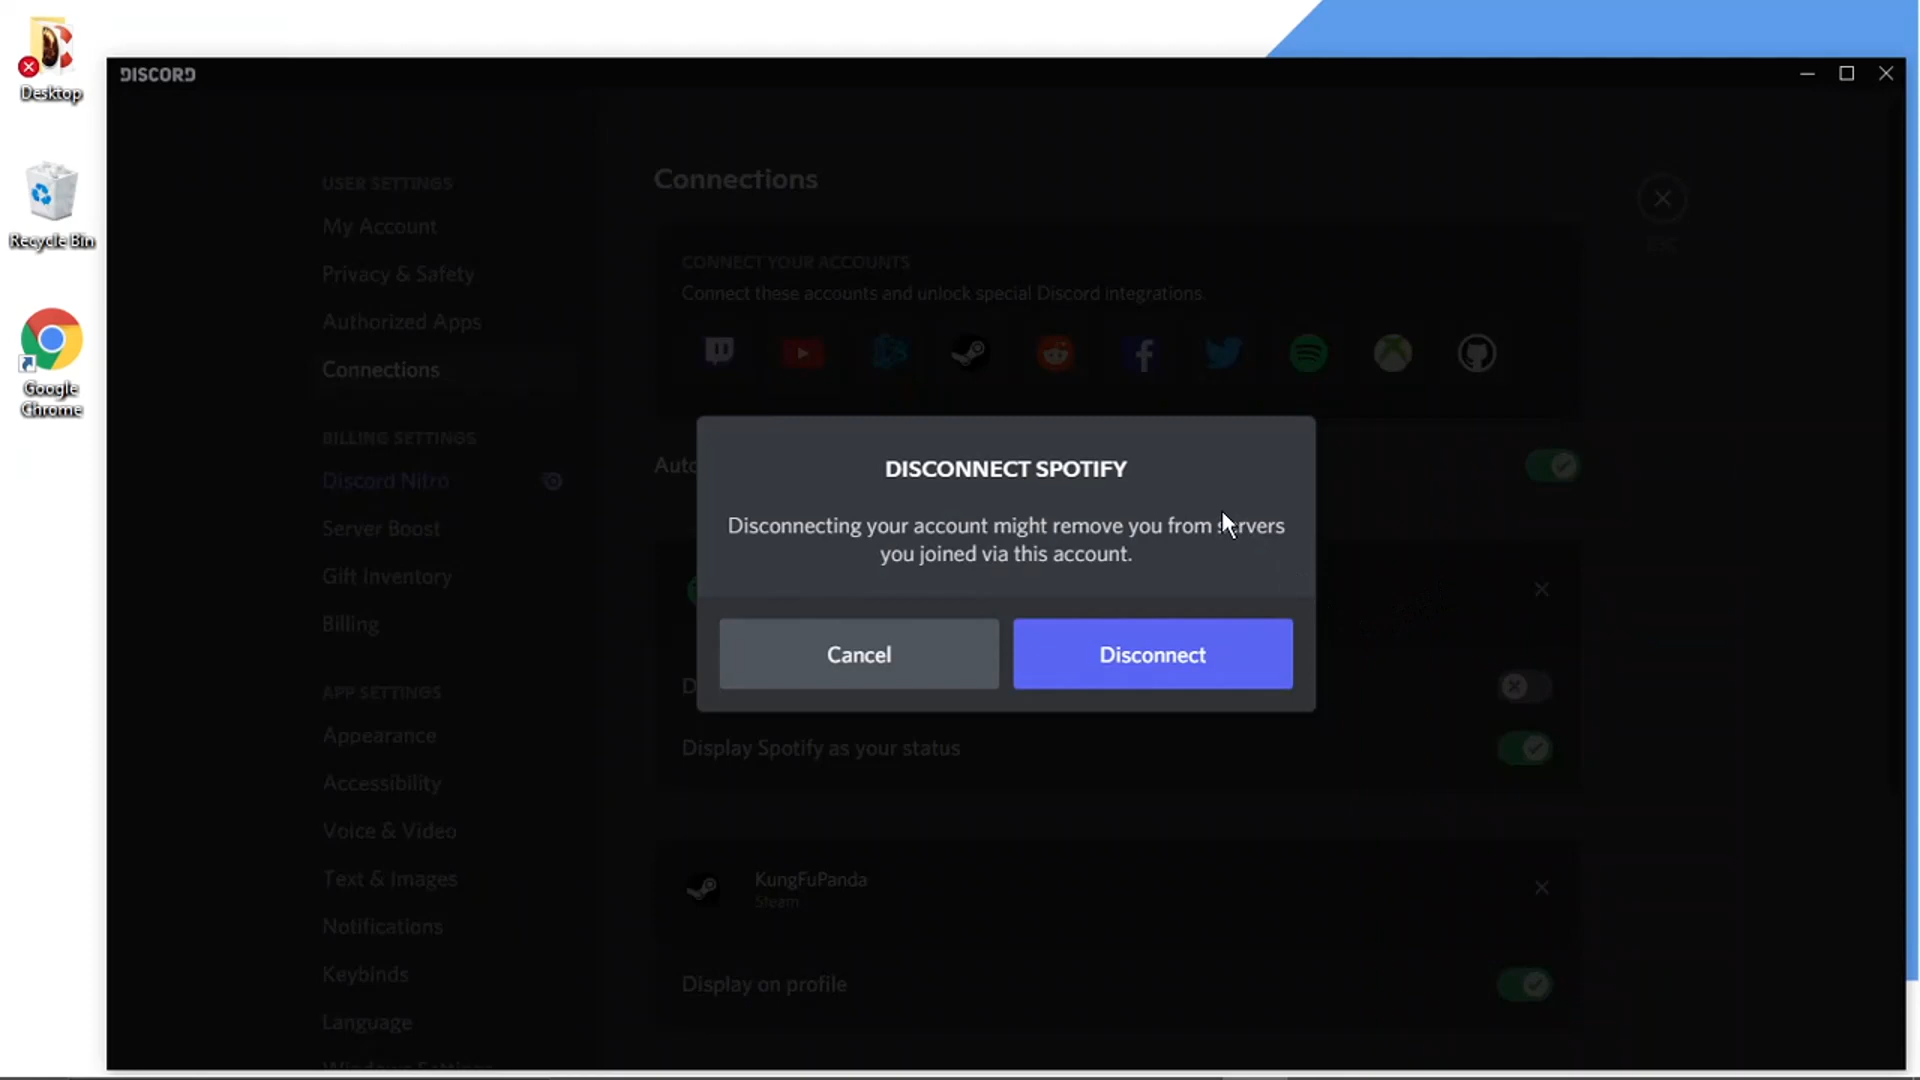 Desktop
Recycle Bin
Google
Chrome
DISCORD
USER SETTINGS
My Account
Privacy & Safety
Authorized Apps
Connections
BILLING SETTINGS
Discord Nitro
Server Boost
Gift Inventory
Billing
APP SETTINGS
Appearance
Accessibility
Voice & Video
Text & Images
Notifications
Keybinds
Language
Windows Settings
Connections
ESC
CONNECT YOUR ACCOUNTS
Connect these accounts and unlock special Discord integrations.
DISCONNECT SPOTIFY
Disconnecting your account might remove you from servers
you joined via this account.
Cancel
Disconnect
Display Spotify as your status
KungFuPanda
Steam
Display on profile